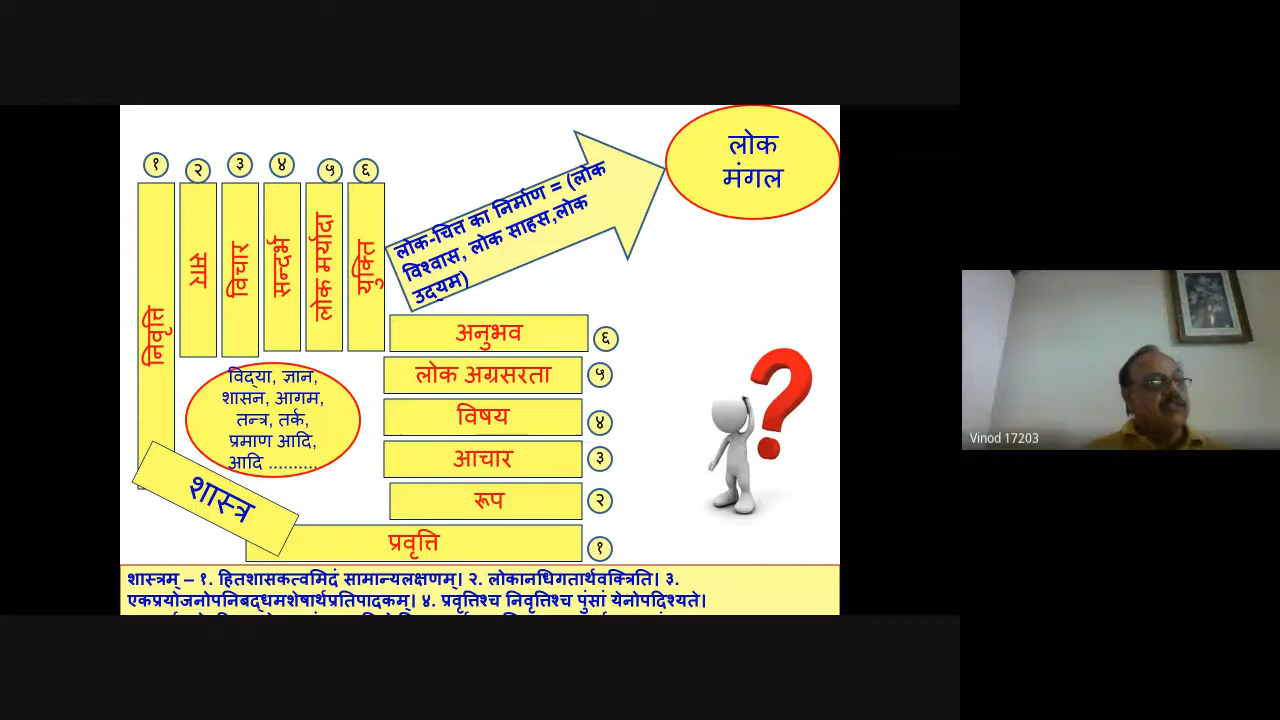 लोक
मंगल
लोक-चित्त का निर्माण = (लोक
विश्वास, लोक साहस,लोक
उद्यम)
१
२
३
४
५
६
निवृत्ति
सार
विचार
सन्दर्भ
लोक मर्यादा
युक्ति
अनुभव ६
लोक अग्रसरता ५
विषय ४
आचार ३
रूप २
प्रवृत्ति १
विद्या, ज्ञान,
शासन, आगम,
तन्त्र, तर्क,
प्रमाण आदि,
आदि ..........
शास्त्र
Vinod 17203
शास्त्रम् – १. हितशासकत्वमिदं सामान्यलक्षणम्। २. लोकानधिगतार्थवक्त्रिति। ३.
एकप्रयोजनोपनिबद्धमशेषार्थप्रतिपादकम्। ४. प्रवृत्तिश्च निवृत्तिश्च पुंसां येनोपदिश्यते।